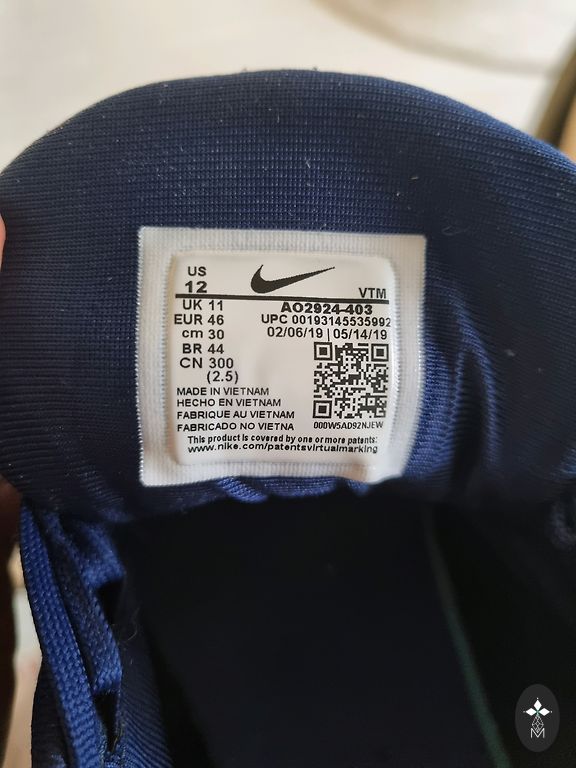 US
12
VTM
UK 11
AO2924-403
EUR 46
UPC 00193145535992
cm 30
02/06/19 | 05/14/19
BR 44
CN 300
(2.5)
MADE IN VIETNAM
HECHO EN VIETNAM
FABRIQUE AU VIETNAM
FABRICADO NO VIETNA
000W5AD92NJEW
This product is covered by one or more patents:
www.nike.com/patentsvirtualmarking
M